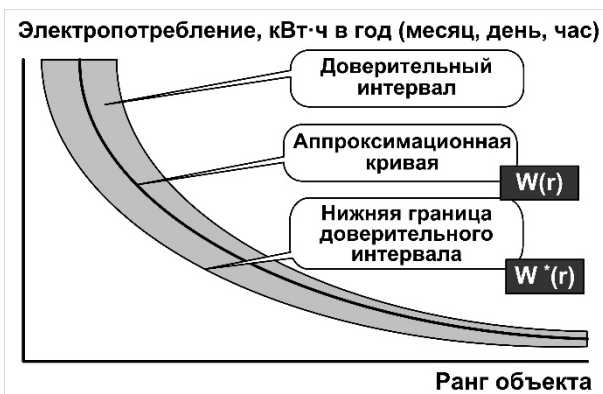 Электропотребление, кВт·ч в год (месяц, день, час)
Доверительный
интервал
Аппроксимационная
кривая
W(r)
Нижняя граница
доверительного
интервала
W *(r)
Ранг объекта